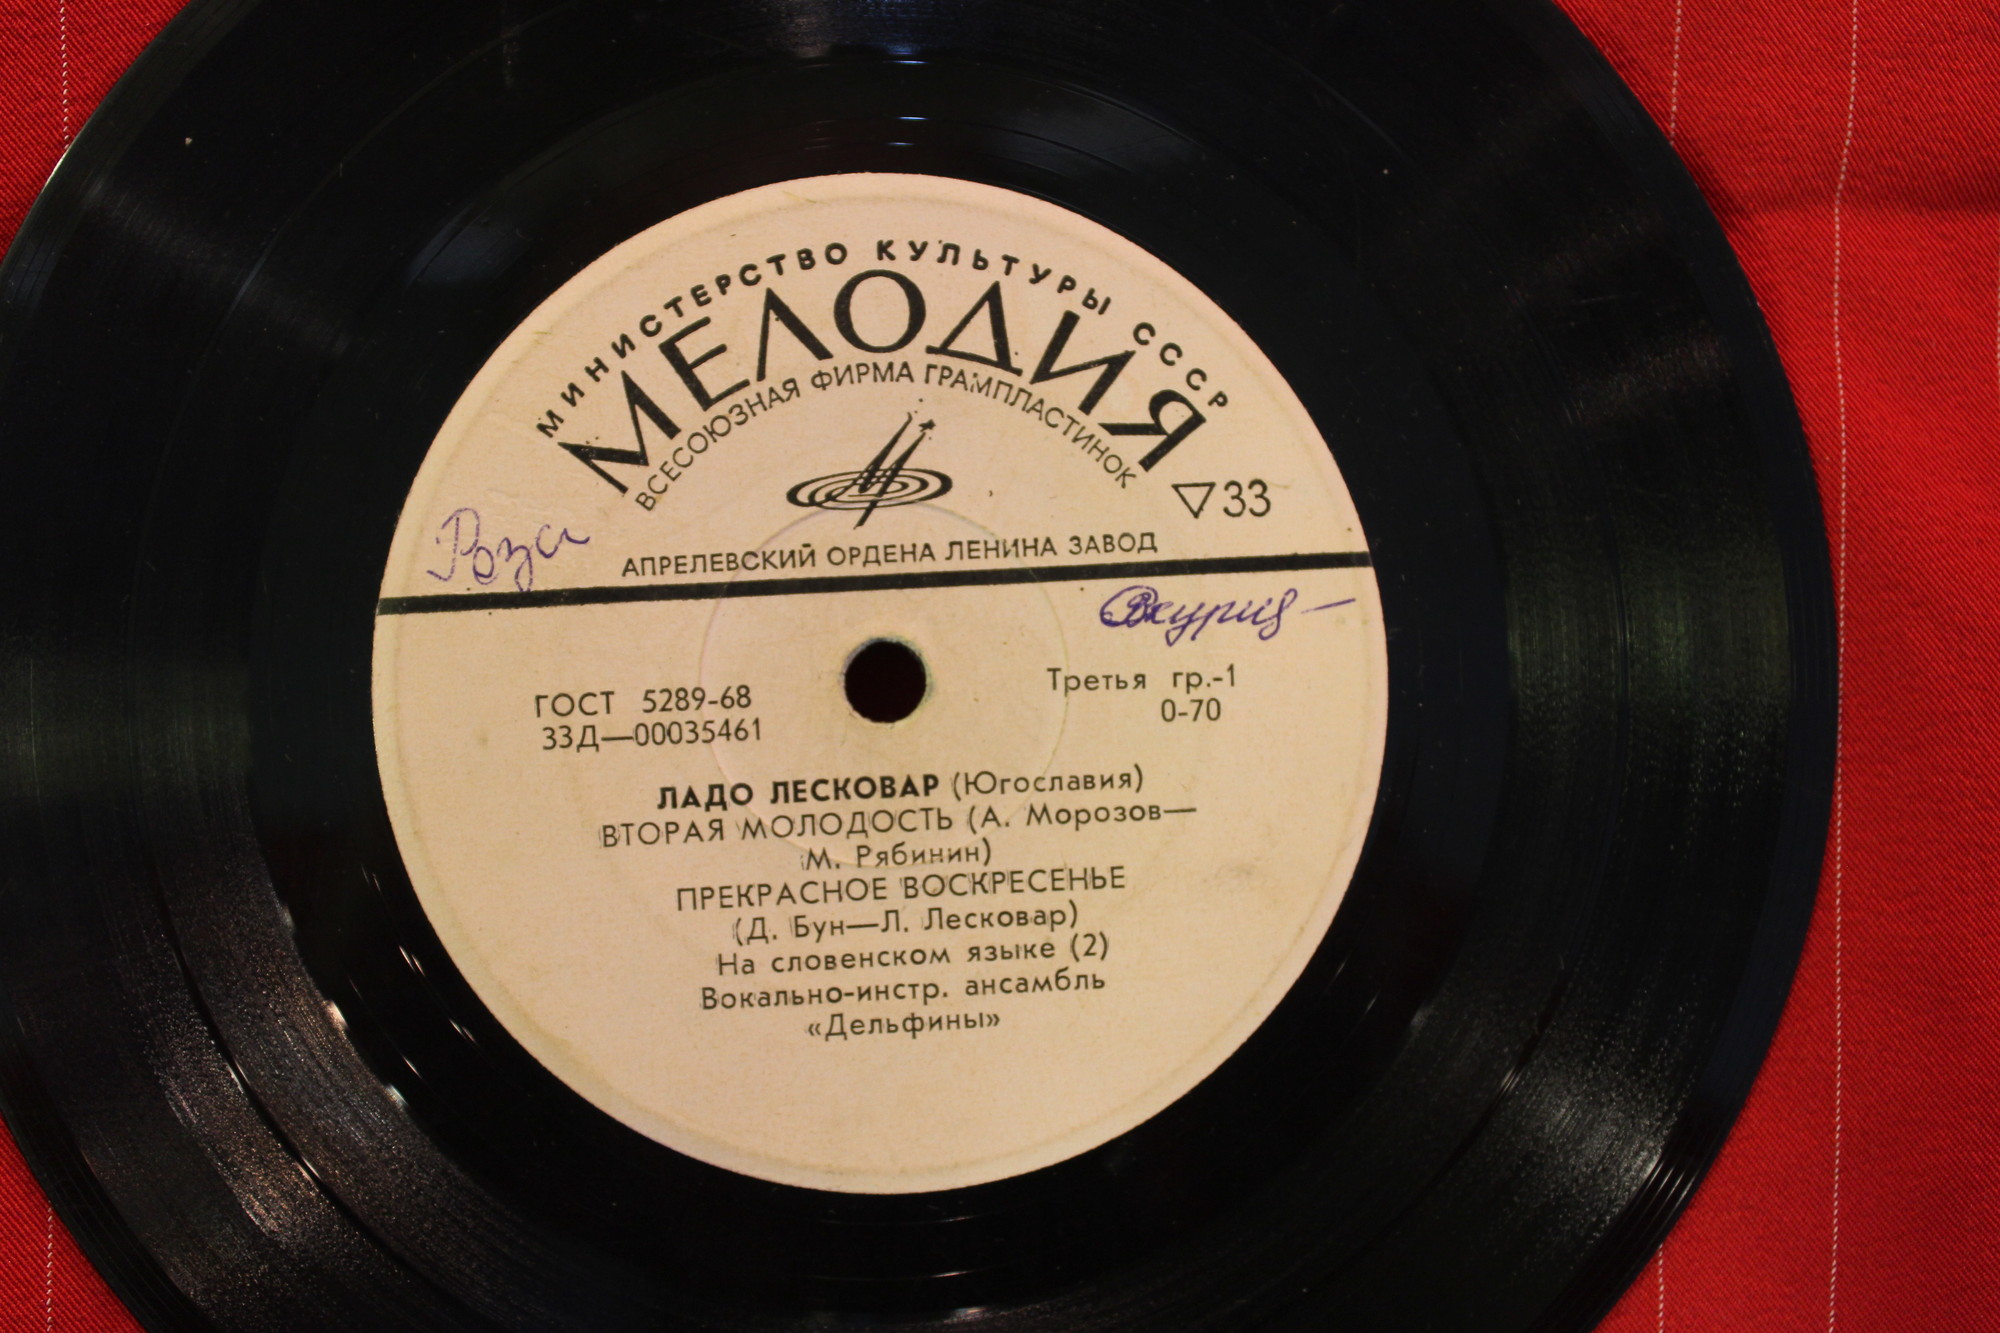 МИНИСТЕРСТВО КУЛЬТУРЫ СССР
МЕЛОДИЯ
ВСЕСОЮЗНАЯ ФИРМА ГРАМПЛАСТИНОК
▽33
АПРЕЛЕВСКИЙ ОРДЕНА ЛЕНИНА ЗАВОД
Роза
ГОСТ 5289-68
33Д—00035461
Третья гр.-1
0-70
ЛАДО ЛЕСКОВАР (Югославия)
ВТОРАЯ МОЛОДОСТЬ (А. Морозов—
М. Рябинин)
ПРЕКРАСНОЕ ВОСКРЕСЕНЬЕ
(Д. Бун—Л. Лесковар)
На словенском языке (2)
Вокально-инстр. ансамбль
«Дельфины»